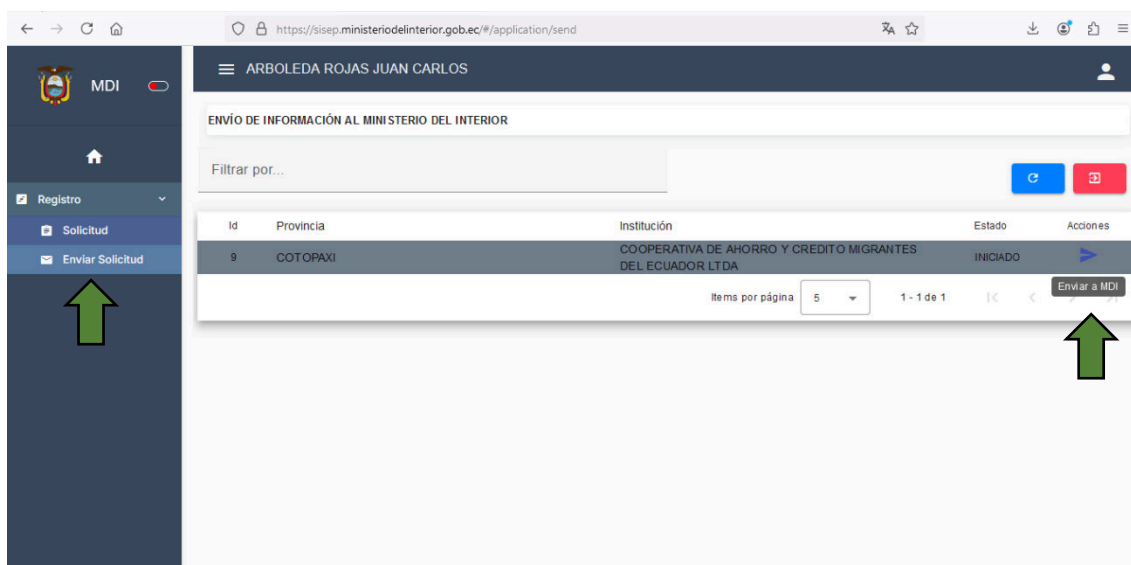 https://sisep.ministeriodelinterior.gob.ec/#/application/send
MDI
ARBOLEDA ROJAS JUAN CARLOS
ENVÍO DE INFORMACIÓN AL MINISTERIO DEL INTERIOR
Filtrar por...
Registro
Solicitud
Enviar Solicitud
Id Provincia Institución Estado Acciones
9 COTOPAXI COOPERATIVA DE AHORRO Y CREDITO MIGRANTES
DEL ECUADOR LTDA INICIADO
Enviar a MDI
Items por página 5 1 - 1 de 1